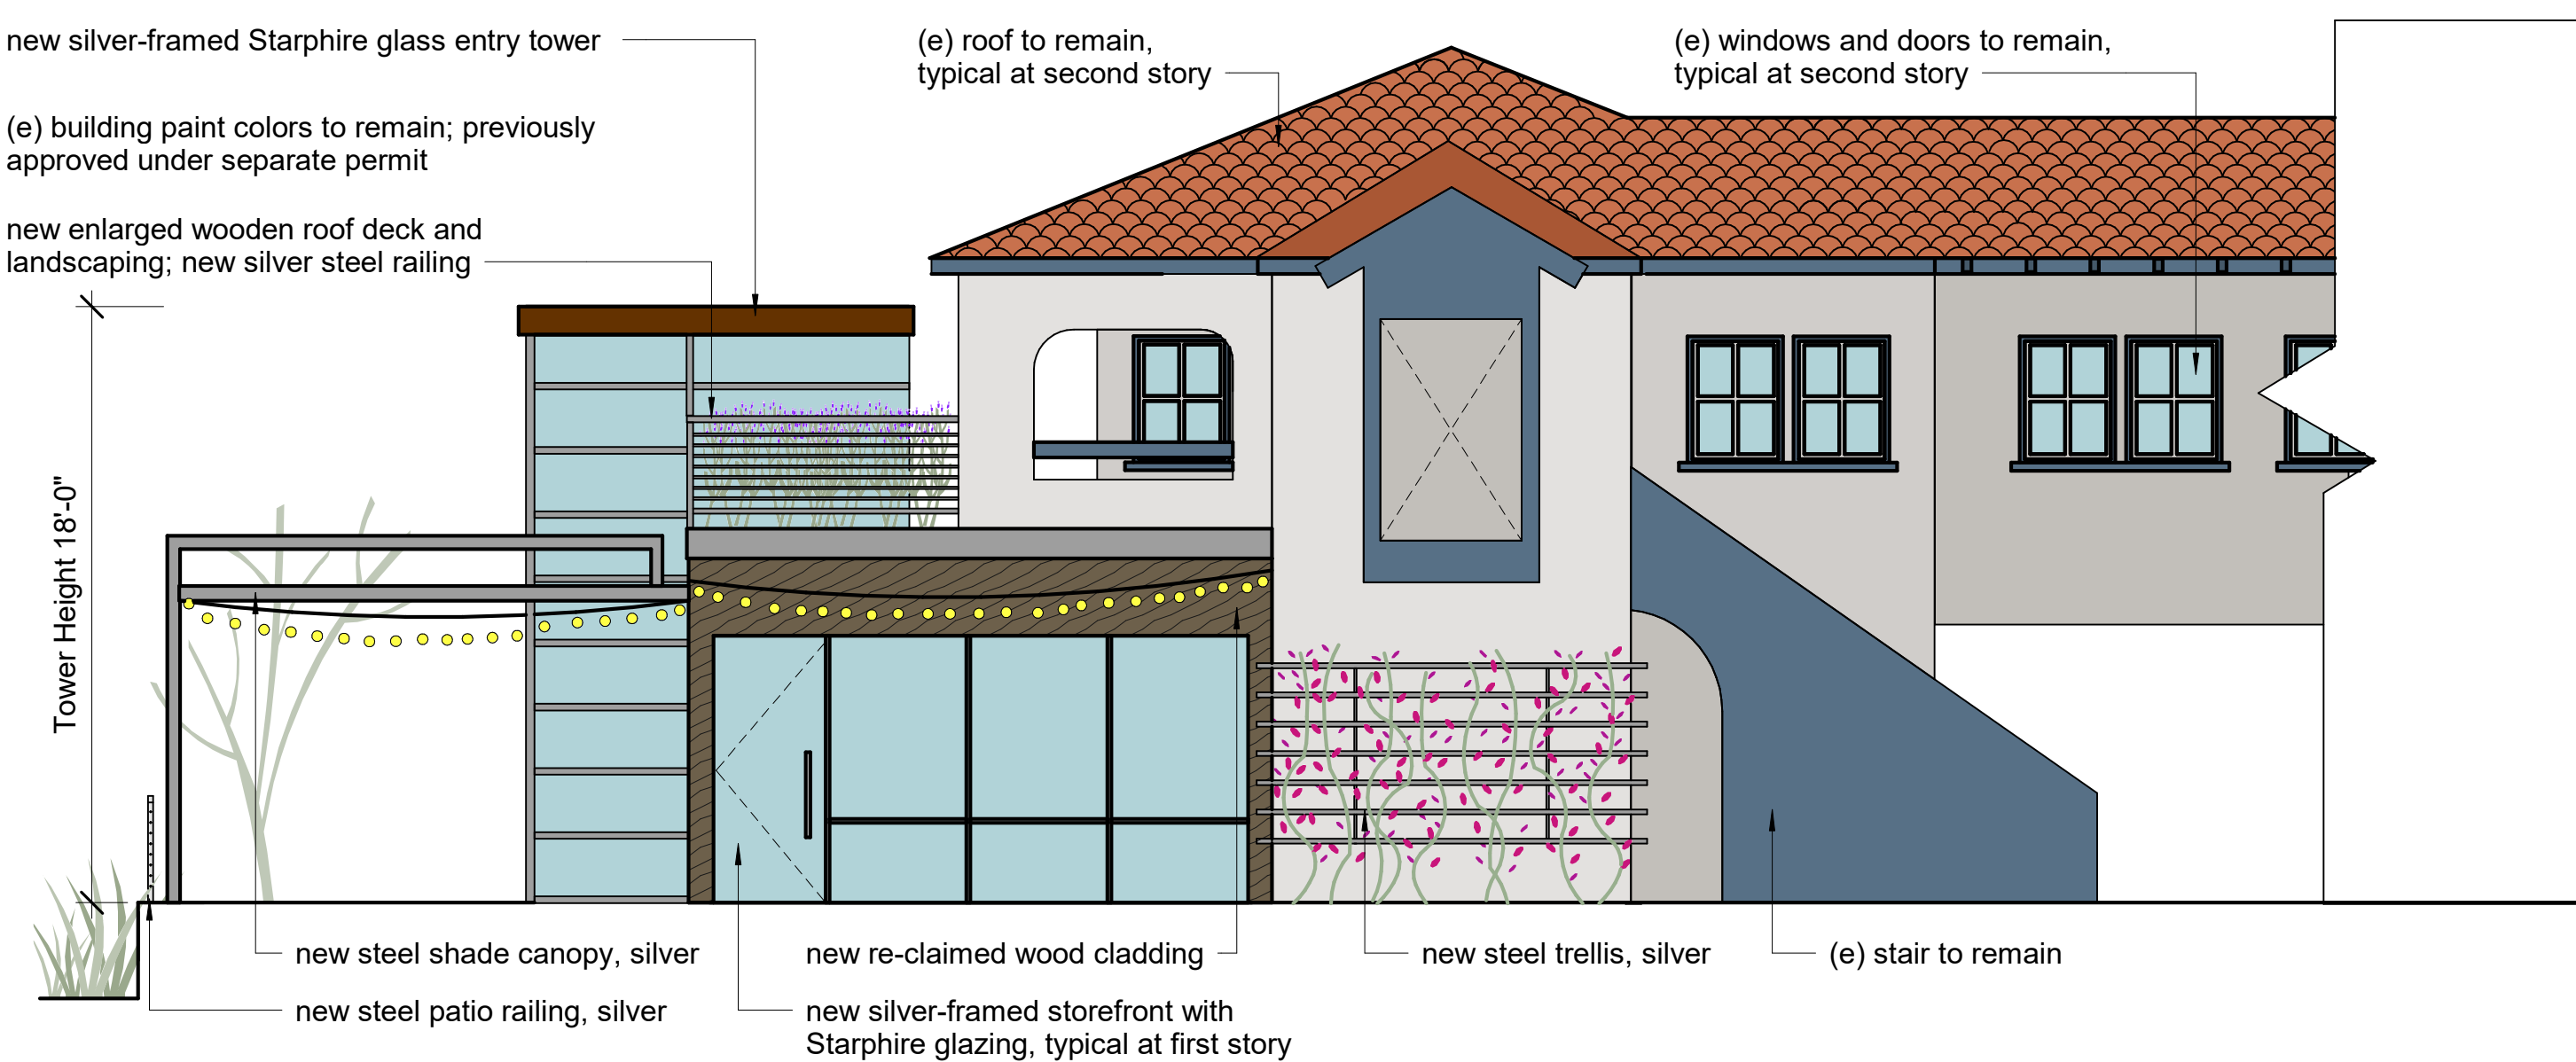 new silver-framed Starphire glass entry tower
(e) building paint colors to remain; previously
approved under separate permit
new enlarged wooden roof deck and
landscaping; new silver steel railing
(e) roof to remain,
typical at second story
(e) windows and doors to remain,
typical at second story
Tower Height 18'-0"
new steel shade canopy, silver
new steel patio railing, silver
new re-claimed wood cladding
new silver-framed storefront with
Starphire glazing, typical at first story
new steel trellis, silver
(e) stair to remain